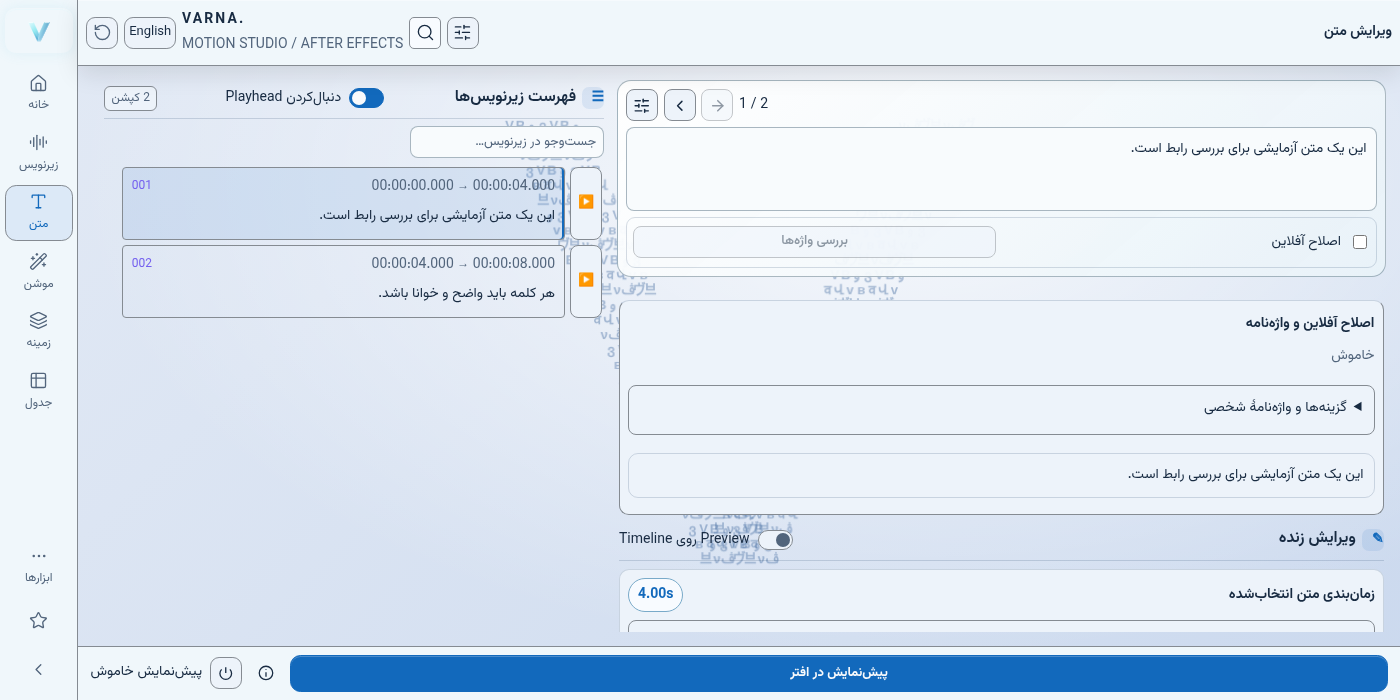 VARNA.
MOTION STUDIO / AFTER EFFECTS
English
ویرایش متن
خانه
زیرنویس
متن
موشن
زمینه
جدول
ابزارها
1 / 2
این یک متن آزمایشی برای بررسی رابط است.
اصلاح آفلاین
بررسی واژه‌ها
اصلاح آفلاین و واژه‌نامه
خاموش
گزینه‌ها و واژه‌نامهٔ شخصی
این یک متن آزمایشی برای بررسی رابط است.
ویرایش زنده
Preview روی Timeline
زمان‌بندی متن انتخاب‌شده
4.00s
فهرست زیرنویس‌ها
دنبال‌کردن Playhead
2 کپشن
جست‌وجو در زیرنویس…
001
00:00:00.000 → 00:00:04.000
این یک متن آزمایشی برای بررسی رابط است.
002
00:00:04.000 → 00:00:08.000
هر کلمه باید واضح و خوانا باشد.
پیش‌نمایش در افتر
پیش‌نمایش خاموش